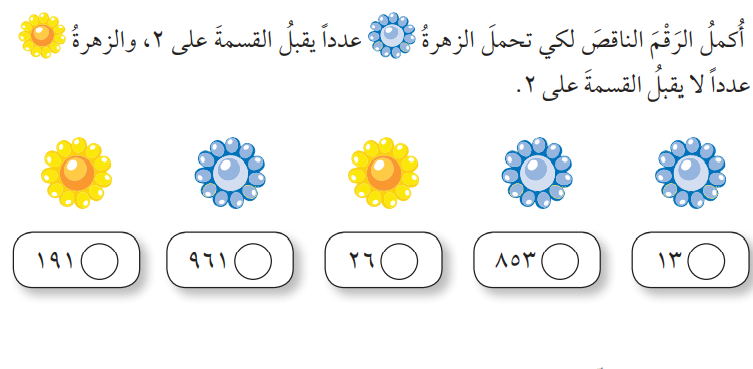 أُكملُ الرَقْمَ الناقصَ لكي تحملَ الزهرةُ عدداً يقبلُ القسمةَ على ٢، والزهرةُ
عدداً لا يقبلُ القسمةَ على ٢.
١٣ ٨٥٣ ٢٦ ٩٦١ ١٩١